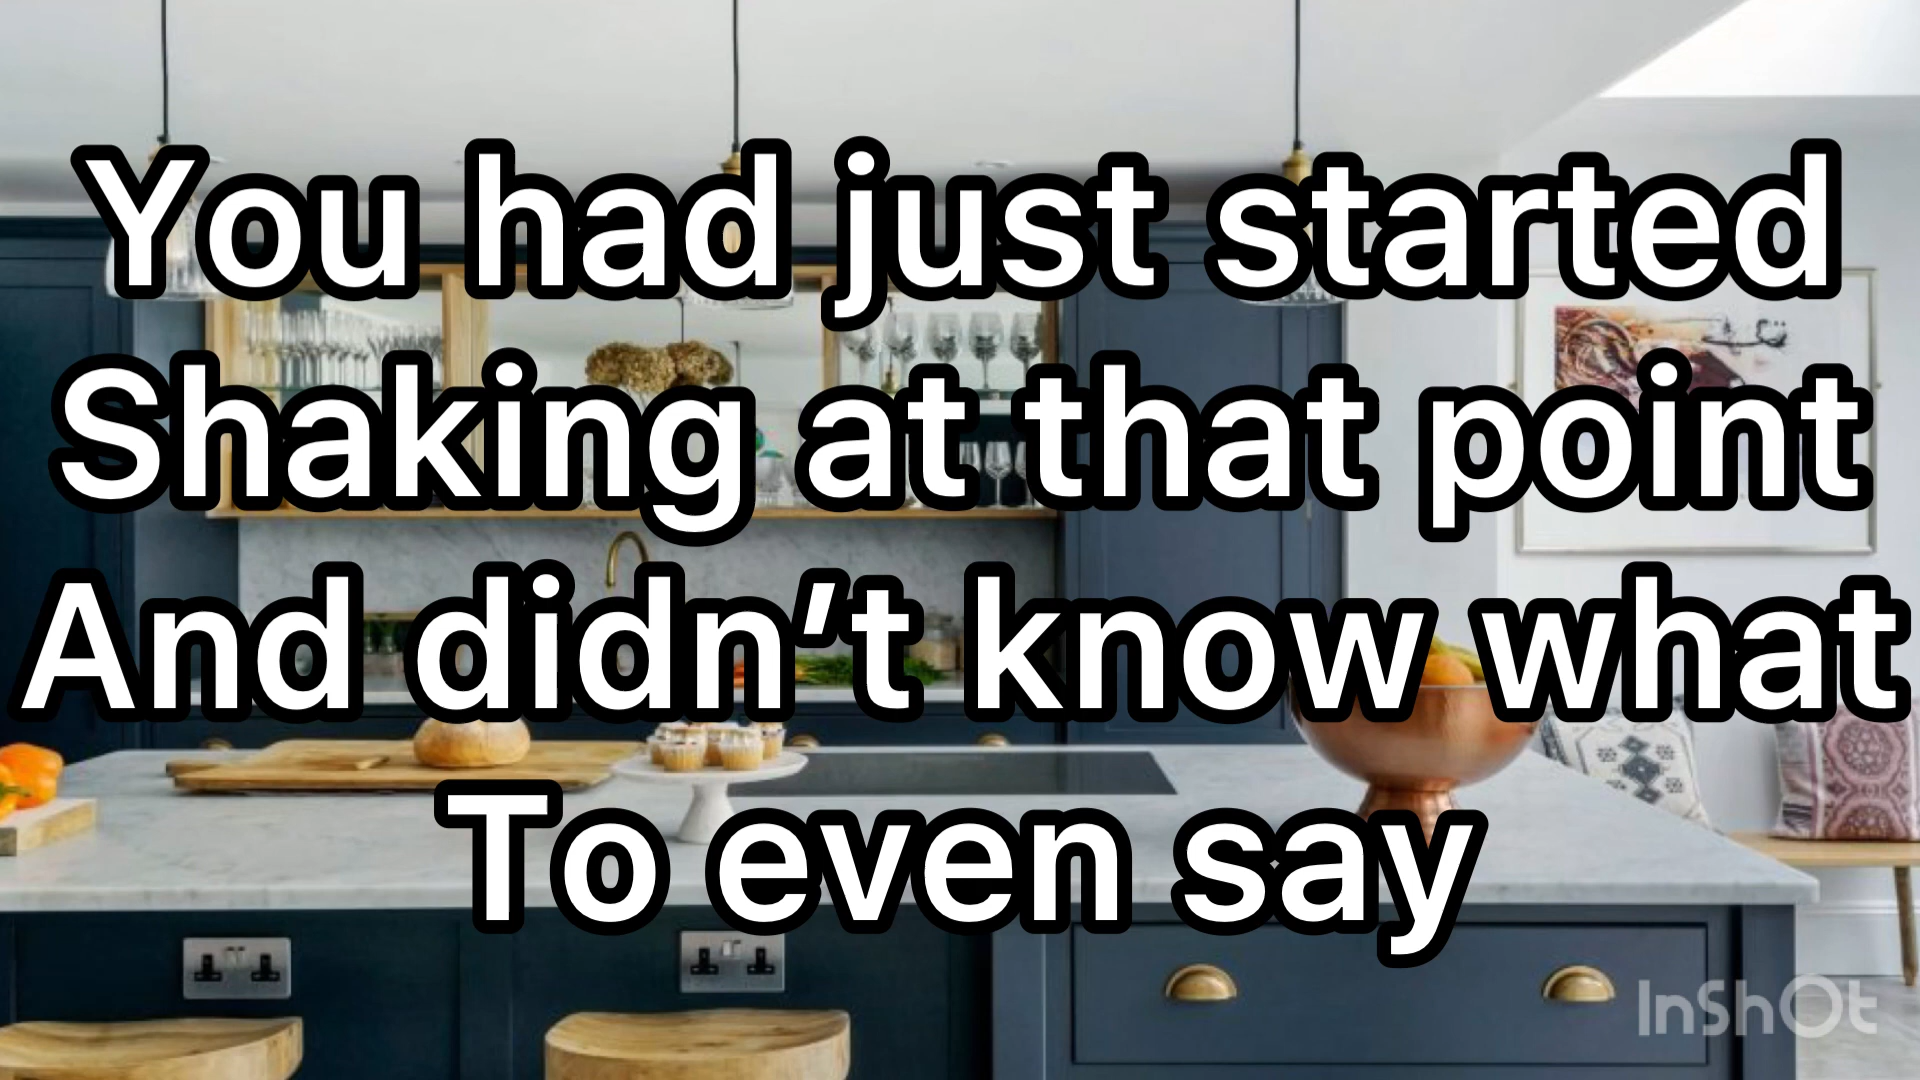 You had just started
Shaking at that point
And didn’t know what
To even say
InShOt